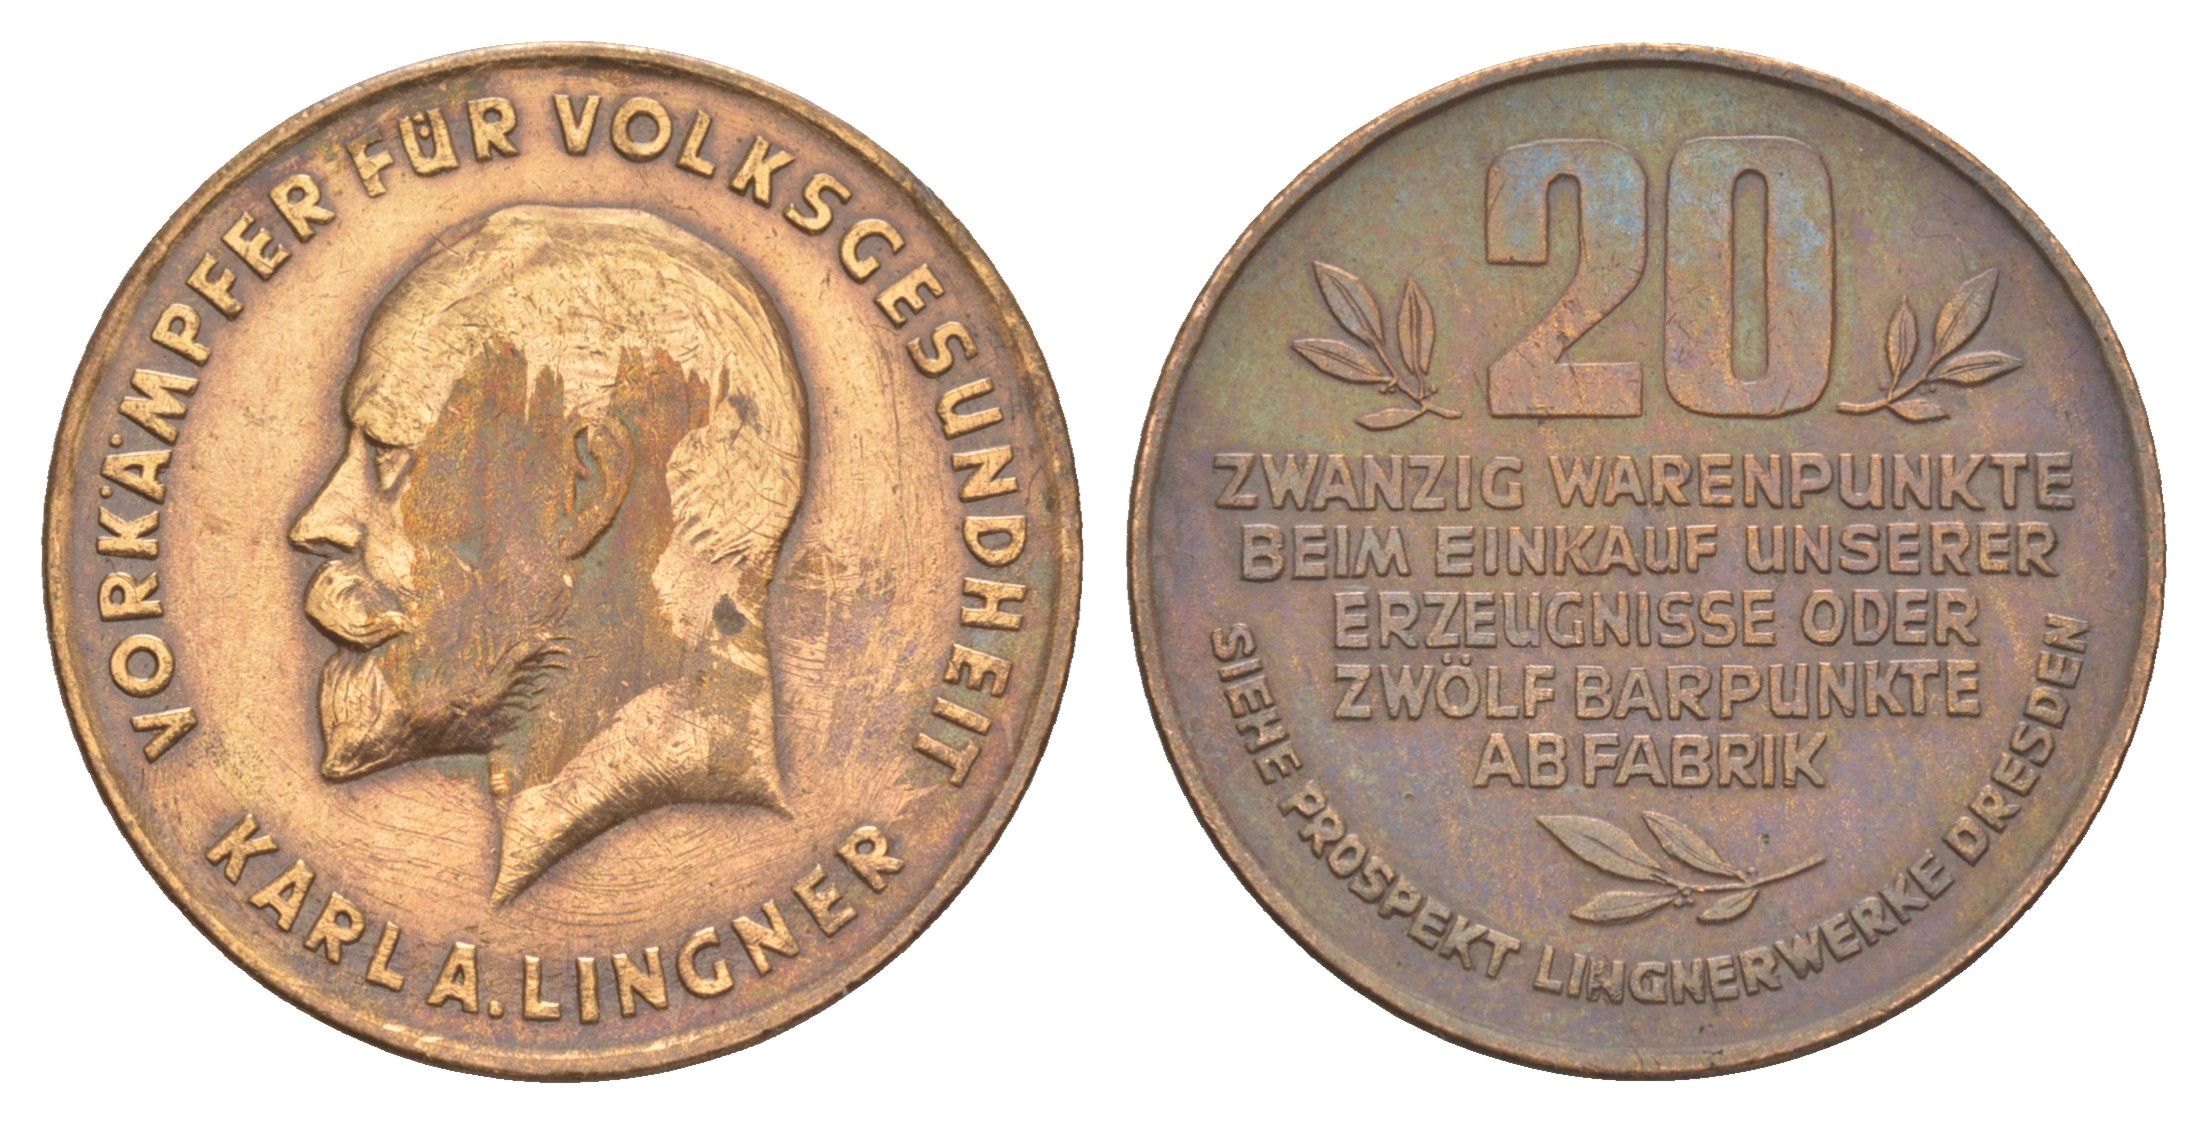 VORKÄMPFER FÜR VOLKSGESUNDHEIT
KARL A. LINGNER
20
ZWANZIG WARENPUNKTE
BEIM EINKAUF UNSERER
ERZEUGNISSE ODER
ZWÖLF BARPUNKTE
AB FABRIK
SIEHE PROSPEKT LINGNERWERKE DRESDEN